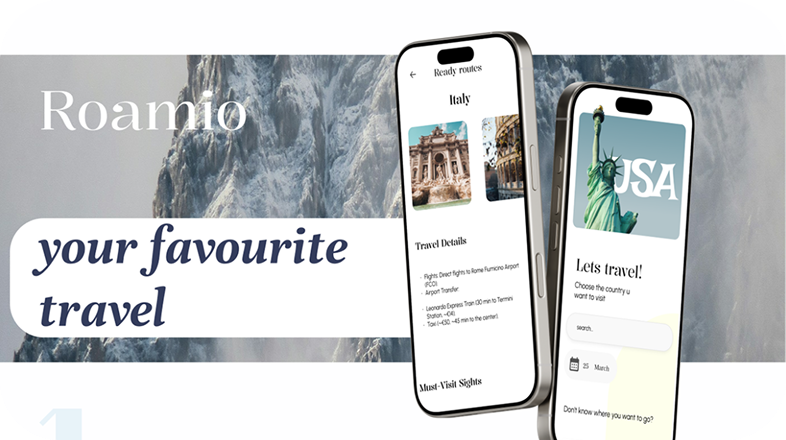 Roamio
your favourite
travel
Ready routes
Italy
Travel Details
Flights: Direct flights to Rome Fiumicino Airport
(FCO)
Airport Transfer:
Leonardo Express Train (30 min to Termini
Station, ~€14)
Taxi (~€50, ~45 min to the center).
Must-Visit Sights
USA
Lets travel!
Choose the country u
want to visit
search..
25 March
Don't know where you want to go?
1